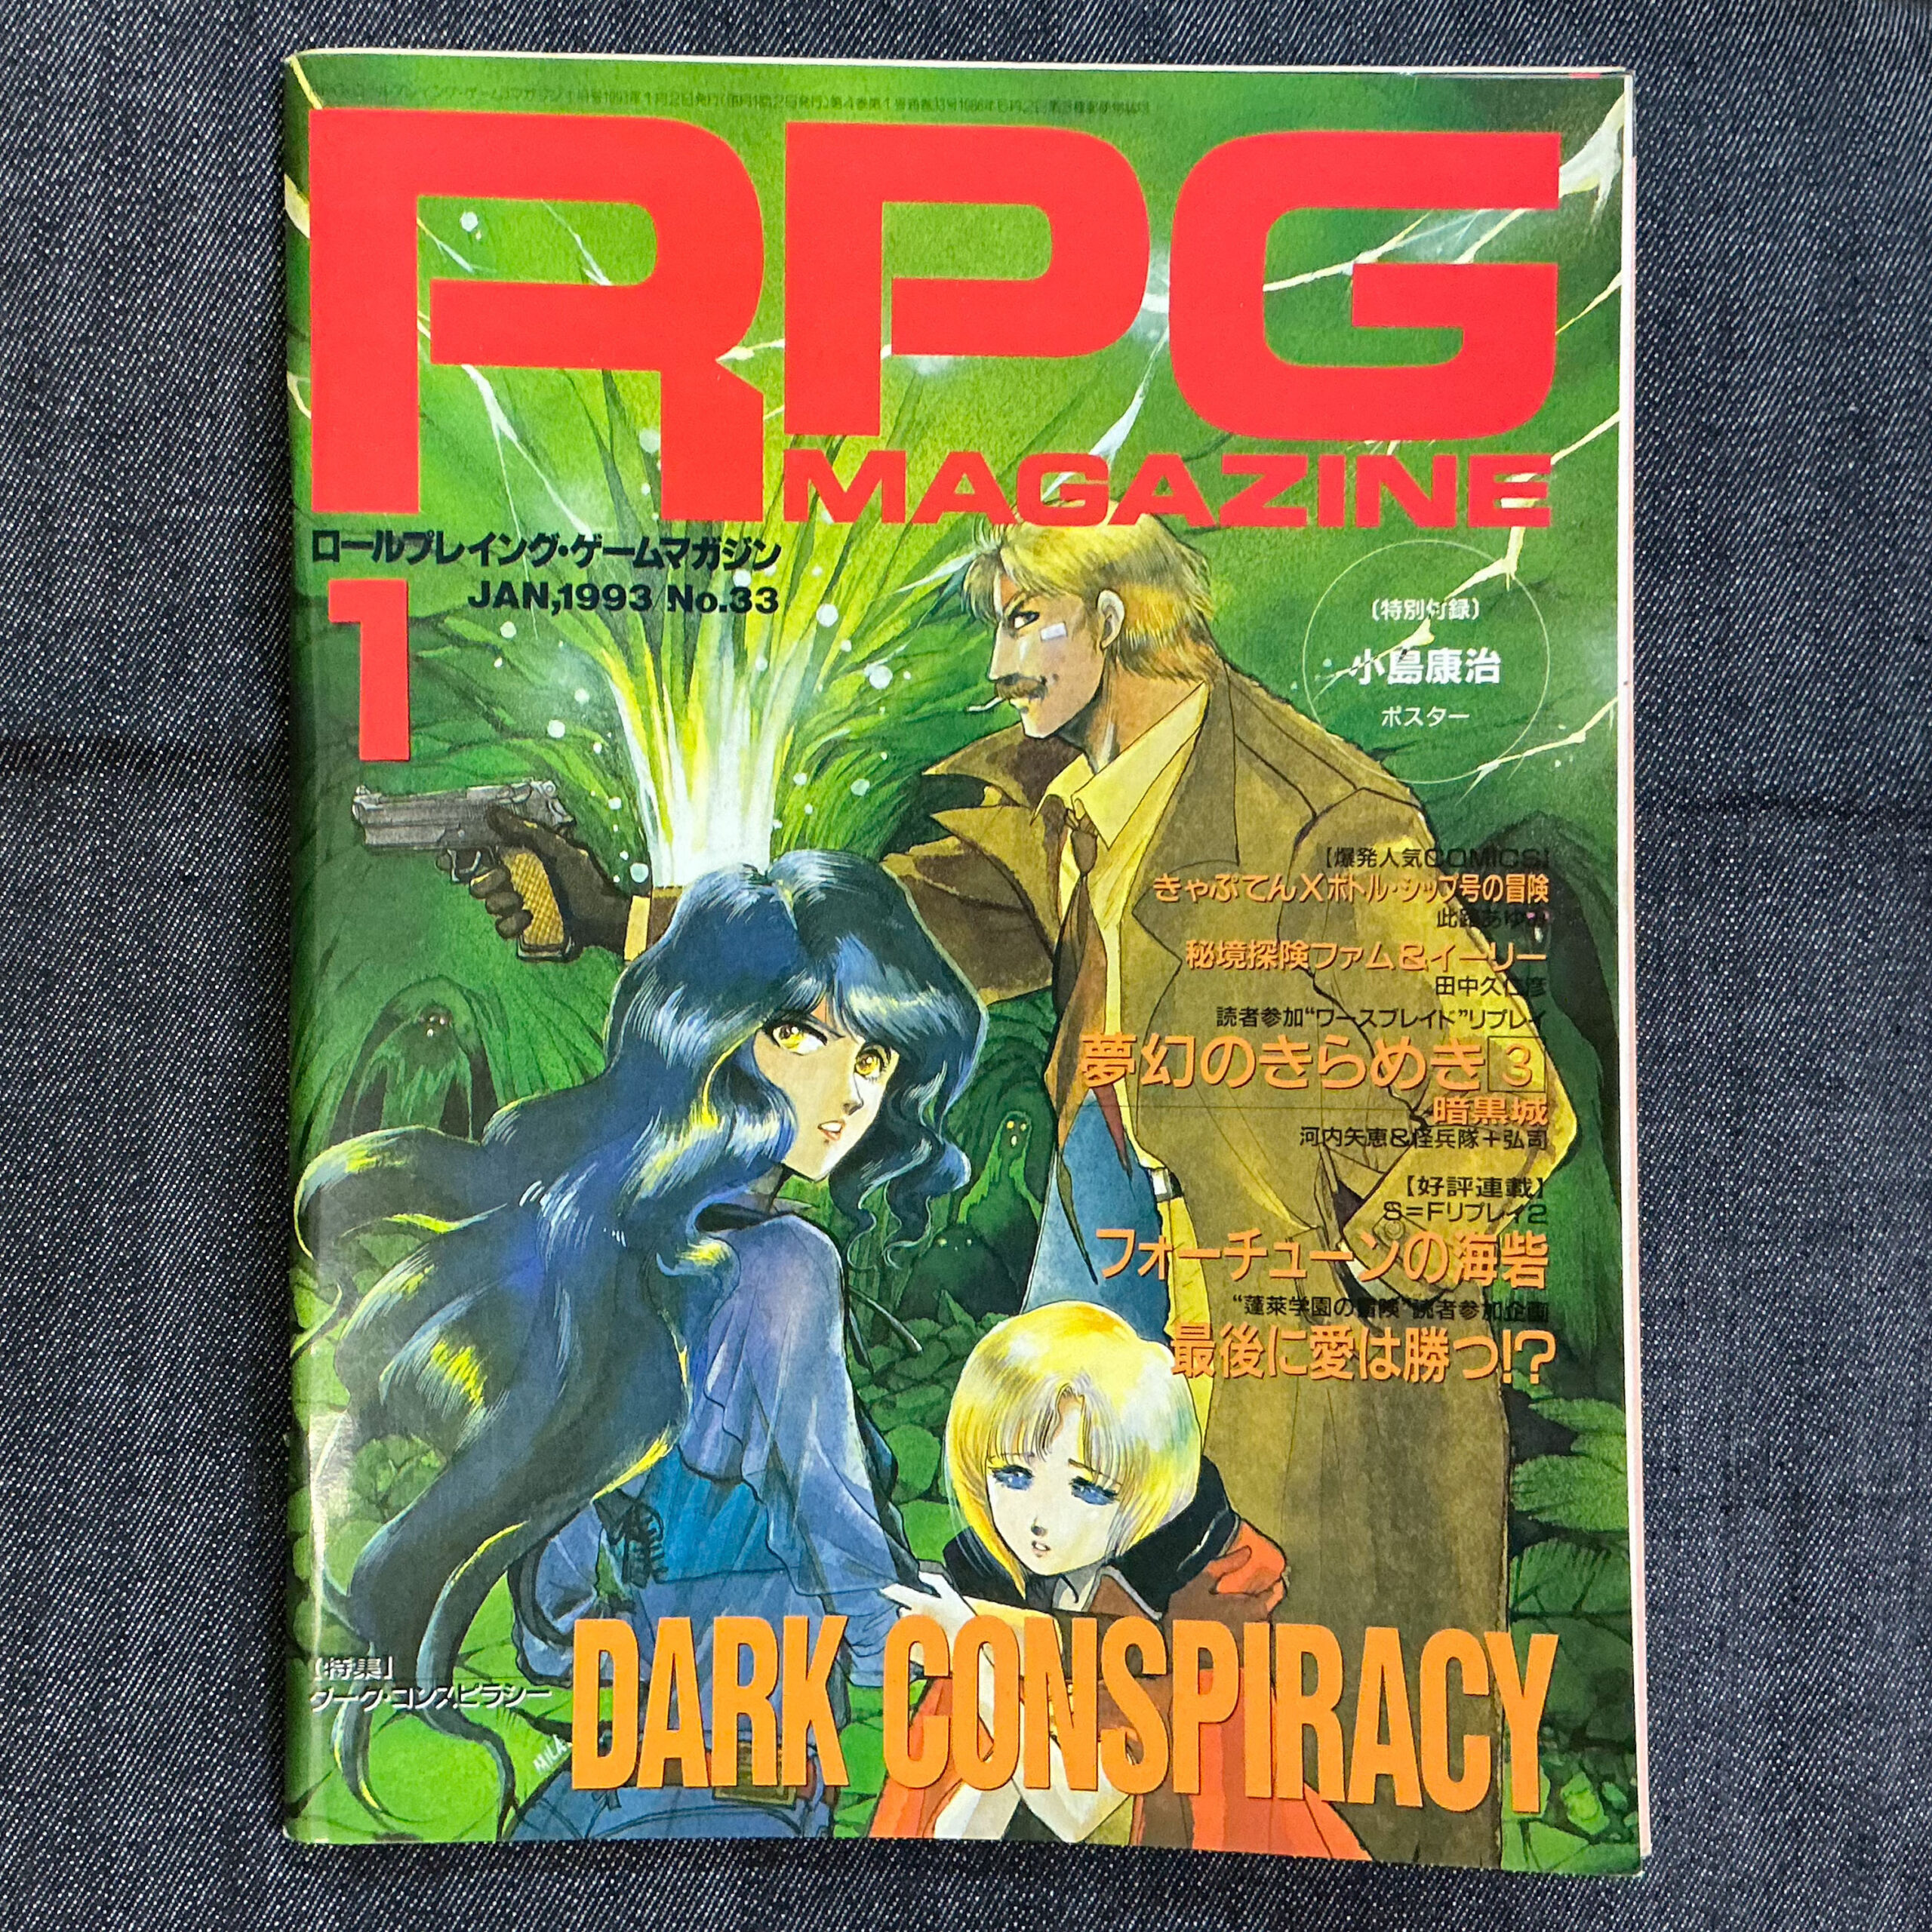 RPG
MAGAZINE
ロールプレイング・ゲームマガジン
JAN,1993/No.33
1
〔特別付録〕
小島康治
ポスター
【爆発人気COMICS】
きゃぷてんXボトル・シップ号の冒険
秘境探険ファム&イーリー
田中久仁彦
読者参加“ワースブレイド”リプレイ
夢幻のきらめき3
暗黒城
河内矢恵&怪兵隊+弘司
【好評連載】
S=Fリプレイ2
フォーチューンの海砦
“蓬莱学園の冒険”読者参加企画
最後に愛は勝つ!?
【特集】
ダーク・コンスピラシー
DARK CONSPIRACY